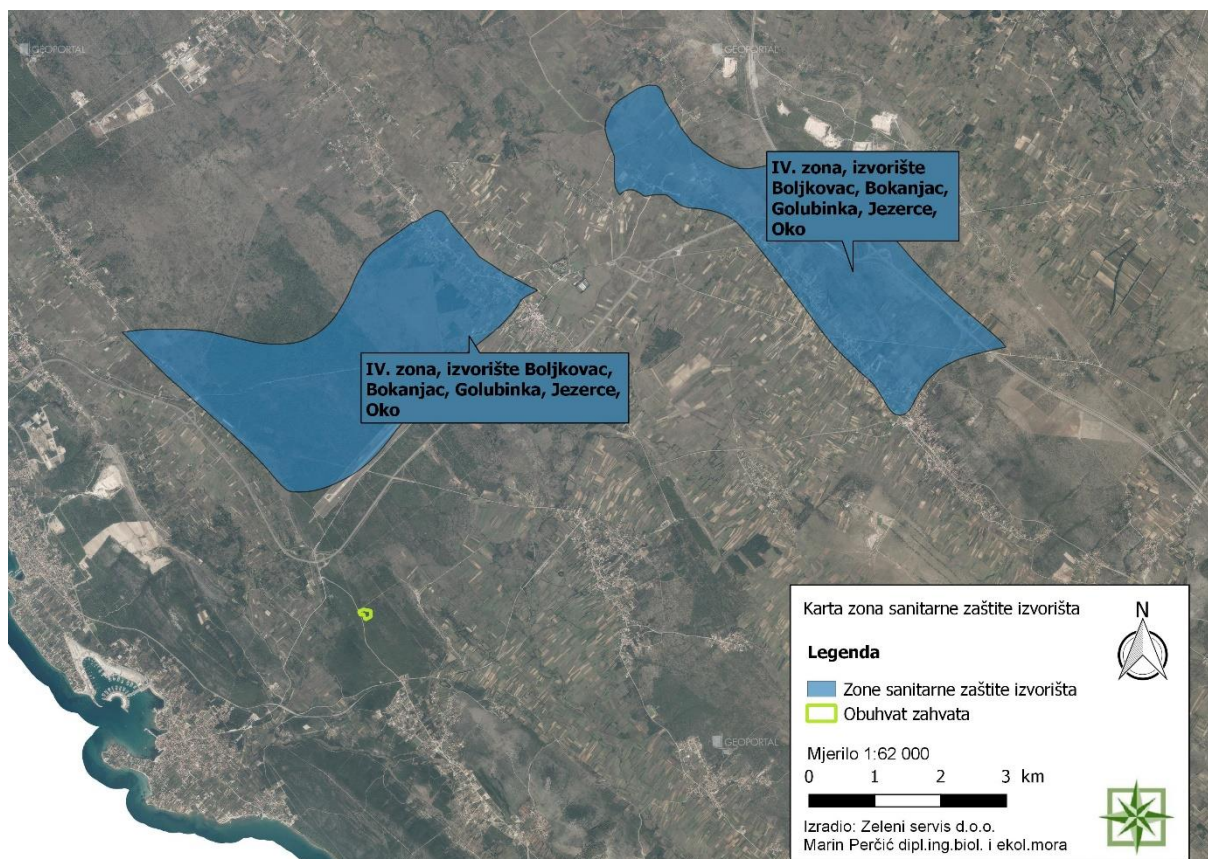 GEOPORTAL
GEOPORTAL
IV. zona, izvorište
Boljkovac, Bokanjac,
Golubinka, Jezerce,
Oko
IV. zona, izvorište Boljkovac,
Bokanjac, Golubinka, Jezerce,
Oko
GEOPORTAL
Karta zona sanitarne zaštite izvorišta
N
Legenda
Zone sanitarne zaštite izvorišta
Obuhvat zahvata
Mjerilo 1:62 000
0 1 2 3 km
Izradio: Zeleni servis d.o.o.
Marin Perčić dipl.ing.biol. i ekol.mora